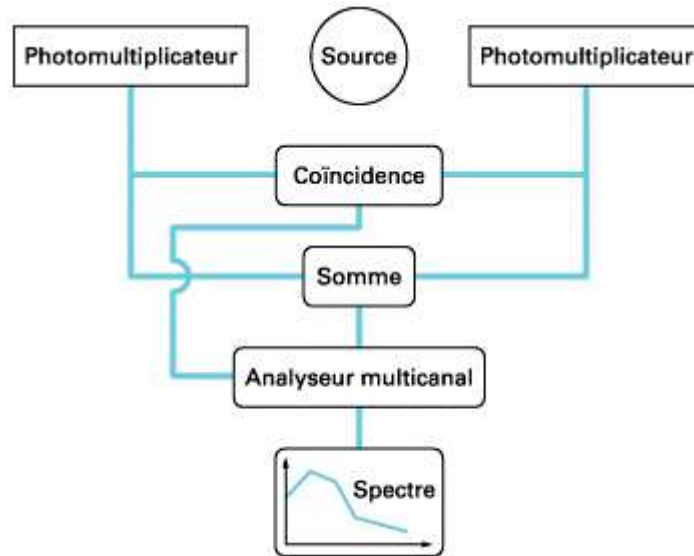 Photomultiplicateur
Source
Photomultiplicateur
Coïncidence
Somme
Analyseur multicanal
Spectre